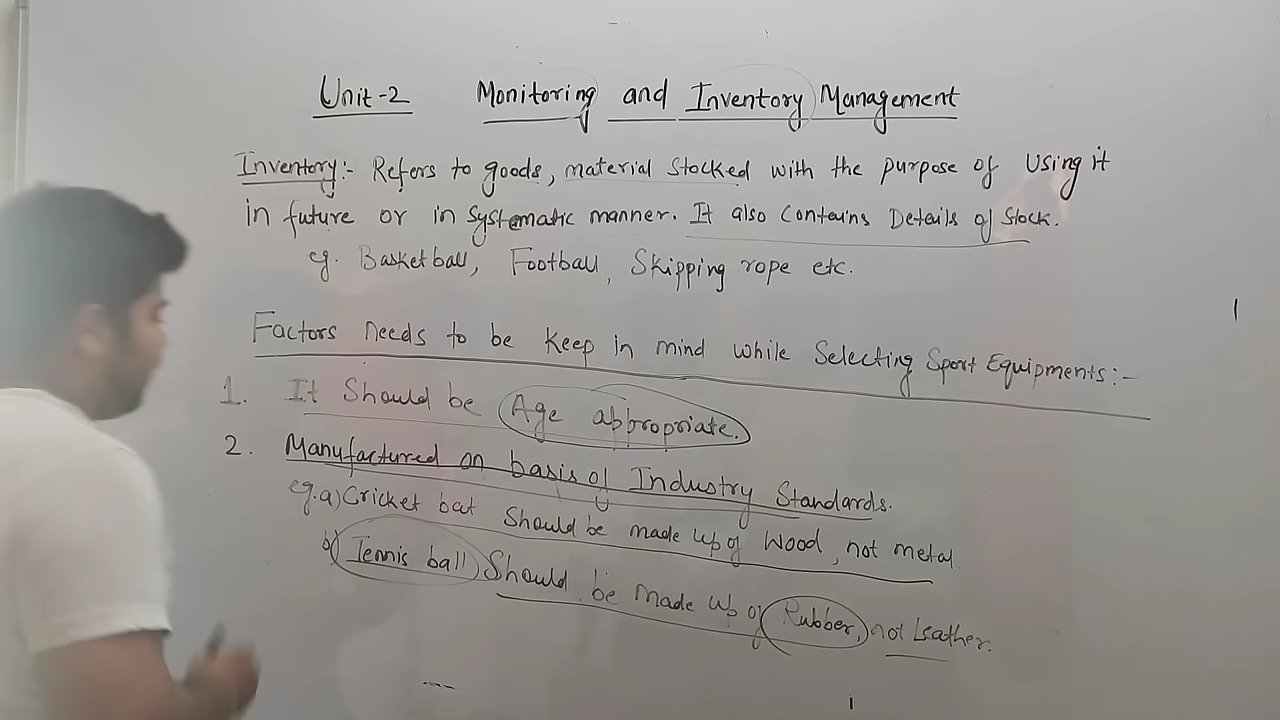 Unit-2 Monitoring and Inventory Management
Inventory:- Refers to goods, material stocked with the purpose of Using it
in future or in systematic manner. It also contains Details of Stock.
eg. Basketball, Football, Skipping rope etc.
Factors needs to be keep in mind while Selecting Sport Equipments:-
1. It Should be Age appropriate.
2. Manufactured on basis of Industry Standards.
eg. a) Cricket bat Should be made up of Wood, not metal
b) Tennis ball Should be made up of Rubber, not Leather.